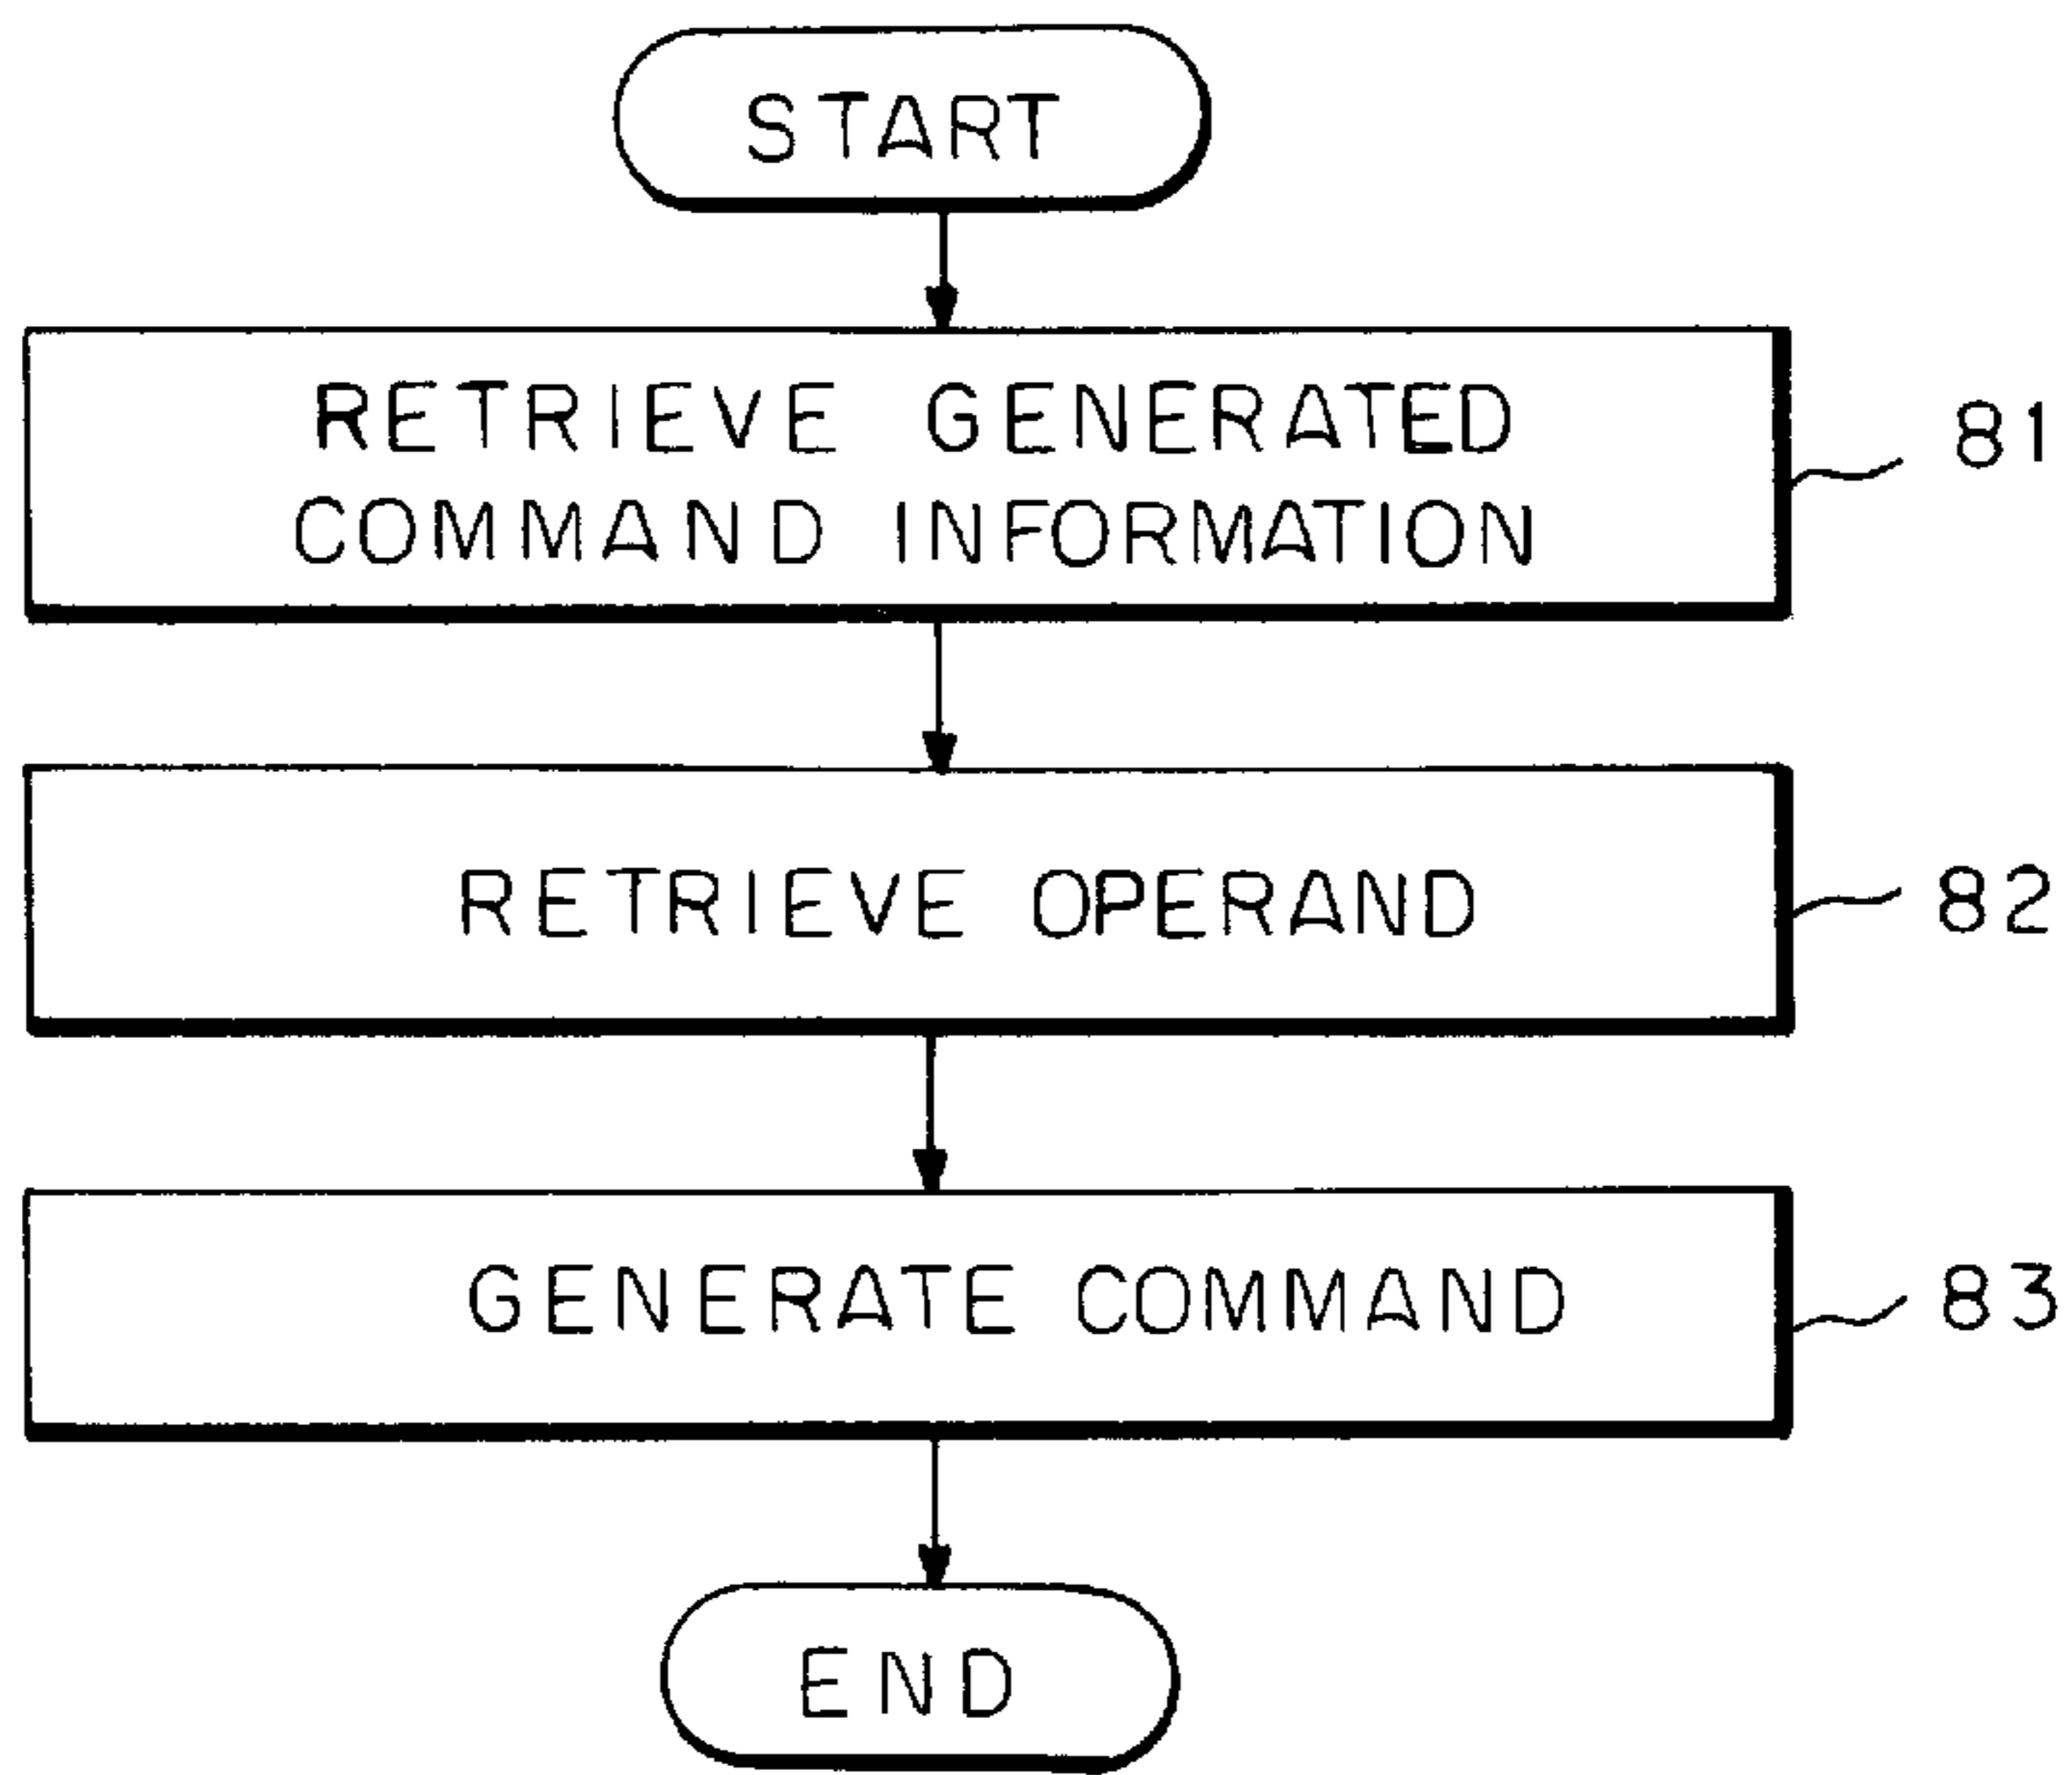 START
RETRIEVE GENERATED
COMMAND INFORMATION
81
RETRIEVE OPERAND
82
GENERATE COMMAND
83
END